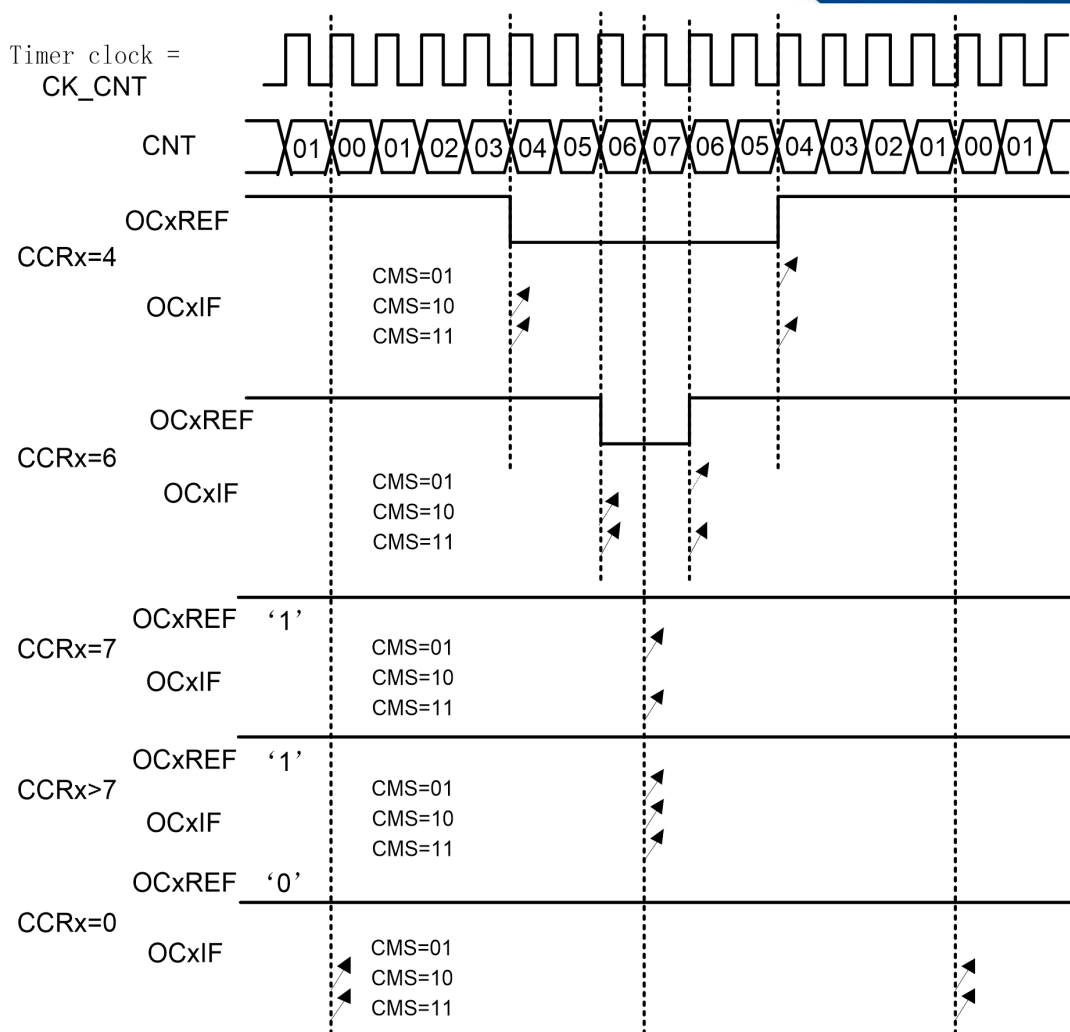 Timer clock =
CK_CNT
CNT
01 00 01 02 03 04 05 06 07 06 05 04 03 02 01 00 01
OCxREF
CCRx=4
OCxIF
CMS=01
CMS=10
CMS=11
OCxREF
CCRx=6
OCxIF
CMS=01
CMS=10
CMS=11
OCxREF ‘1’
CCRx=7
OCxIF
CMS=01
CMS=10
CMS=11
OCxREF ‘1’
CCRx>7
OCxIF
CMS=01
CMS=10
CMS=11
OCxREF ‘0’
CCRx=0
OCxIF
CMS=01
CMS=10
CMS=11